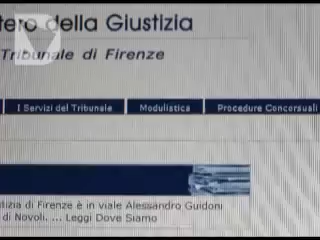 tero della Giustizia
Tribunale di Firenze
I Servizi del Tribunale Modulistica Procedure Concorsuali
tizia di Firenze è in viale Alessandro Guidoni
di Novoli. ... Leggi Dove Siamo